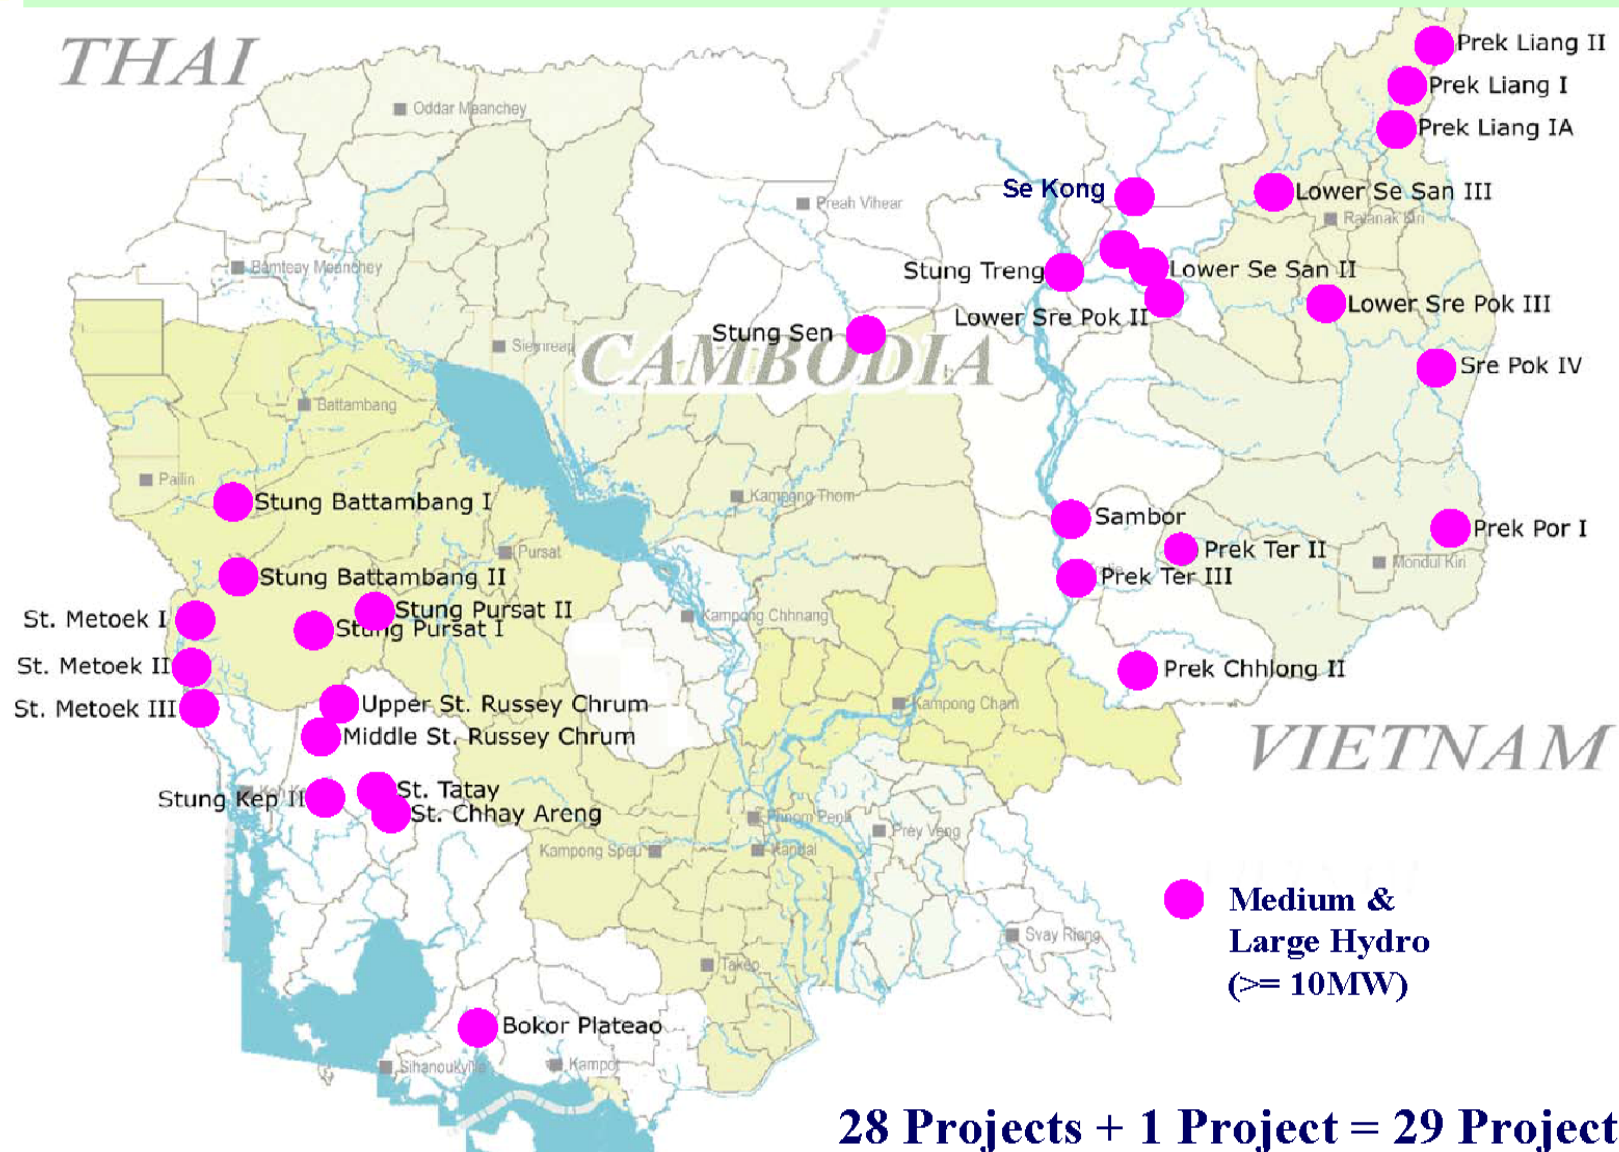 THAI
Prek Liang II
Oddar Meanchey
Prek Liang I
Prek Liang IA
Se Kong
Lower Se San III
Preah Vihear
Ratanak Kiri
Banteay Meanchey
Stung Treng
Lower Se San II
Lower Sre Pok III
Lower Sre Pok II
Stung Sen
Siemreap
CAMBODIA
Sre Pok IV
Battambang
Pailin
Stung Battambang I
Kampong Thom
Sambor
Prek Por I
Pursat
Prek Ter II
Mondul Kiri
Stung Battambang II
Prek Ter III
St. Metoek I
Stung Pursat II
Stung Pursat I
Kampong Chhnang
St. Metoek II
Prek Chhlong II
St. Metoek III
Upper St. Russey Chrum
Kampong Cham
Middle St. Russey Chrum
VIETNAM
Stung Kep II
St. Tatay
St. Chhay Areng
Phnom Penh
Prey Veng
Kampong Speu
Kandal
Medium &
Large Hydro
(>= 10MW)
Svay Rieng
Takeo
Bokor Plateao
Sihanoukville
Kampot
28 Projects + 1 Project = 29 Project